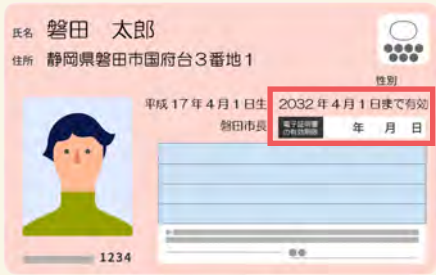 氏名 磐田 太郎
住所 静岡県磐田市国府台3番地1
性別
平成17年4月1日生 2032年4月1日まで有効
磐田市長 電子証明書の有効期限 年 月 日
1234